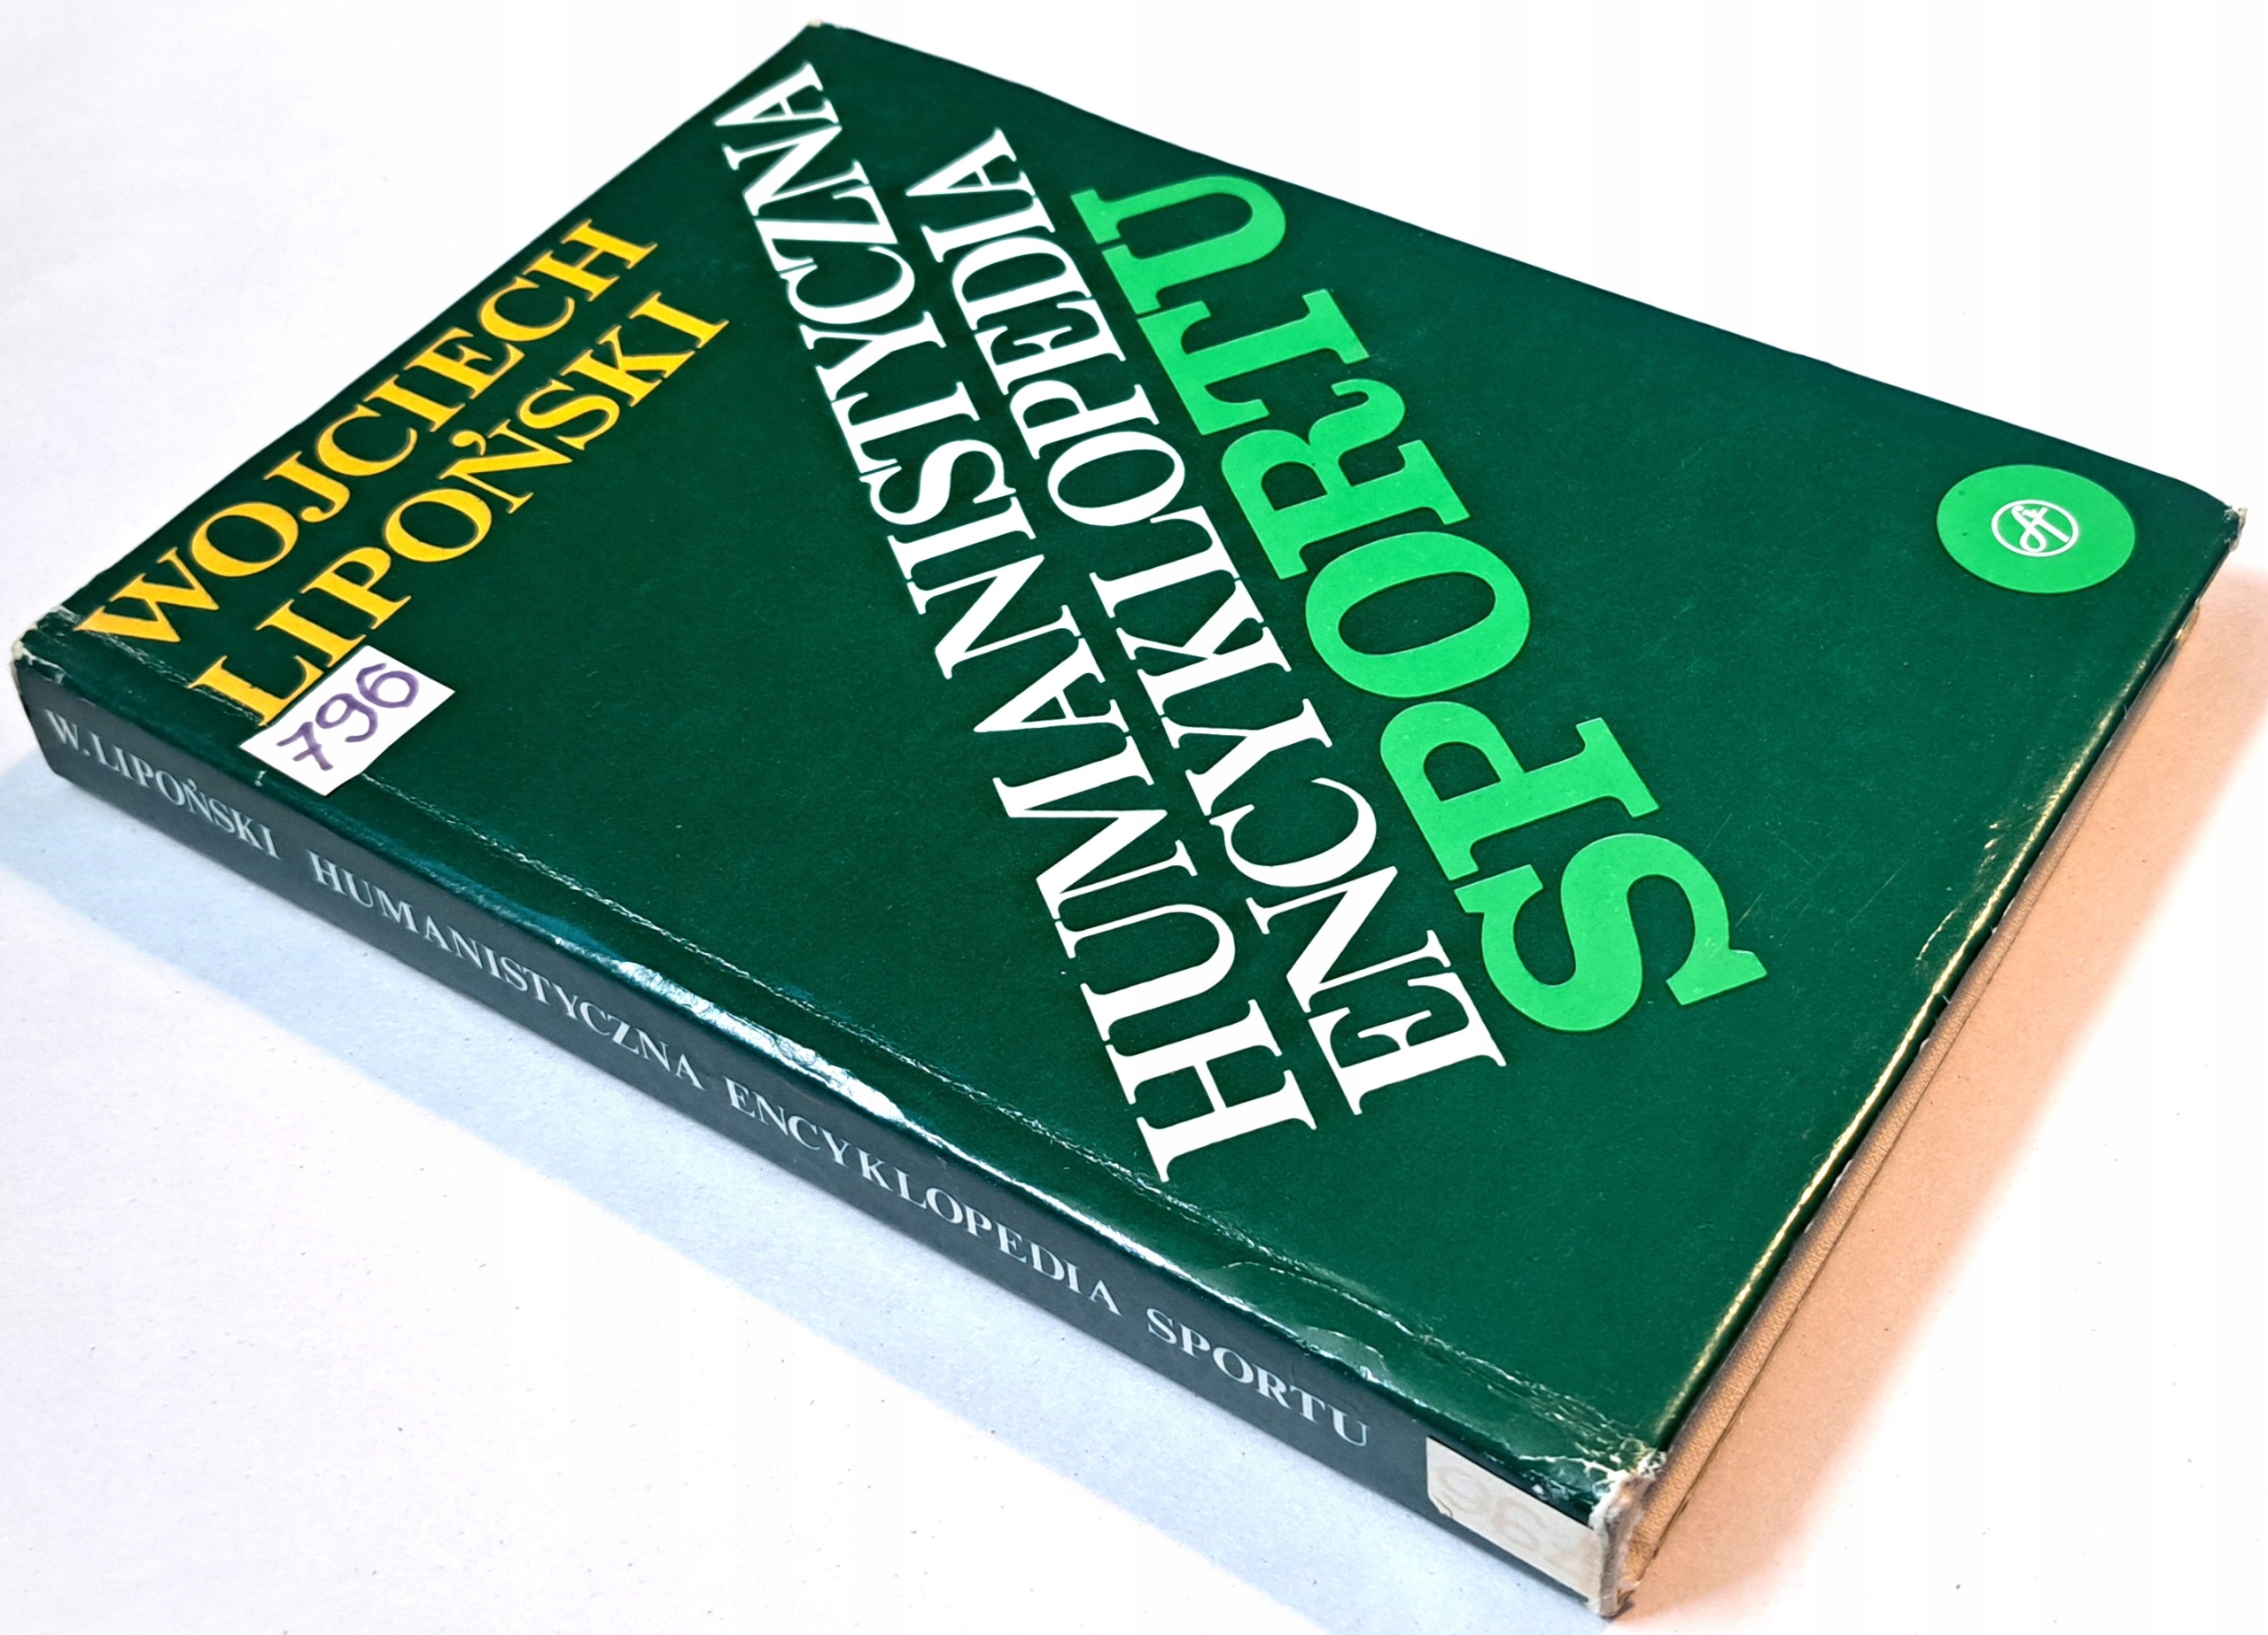 WOJCIECH
LIPOŃSKI
796
HUMANISTYCZNA
ENCYKLOPEDIA
SPORTU
W. LIPOŃSKI HUMANISTYCZNA ENCYKLOPEDIA SPORTU